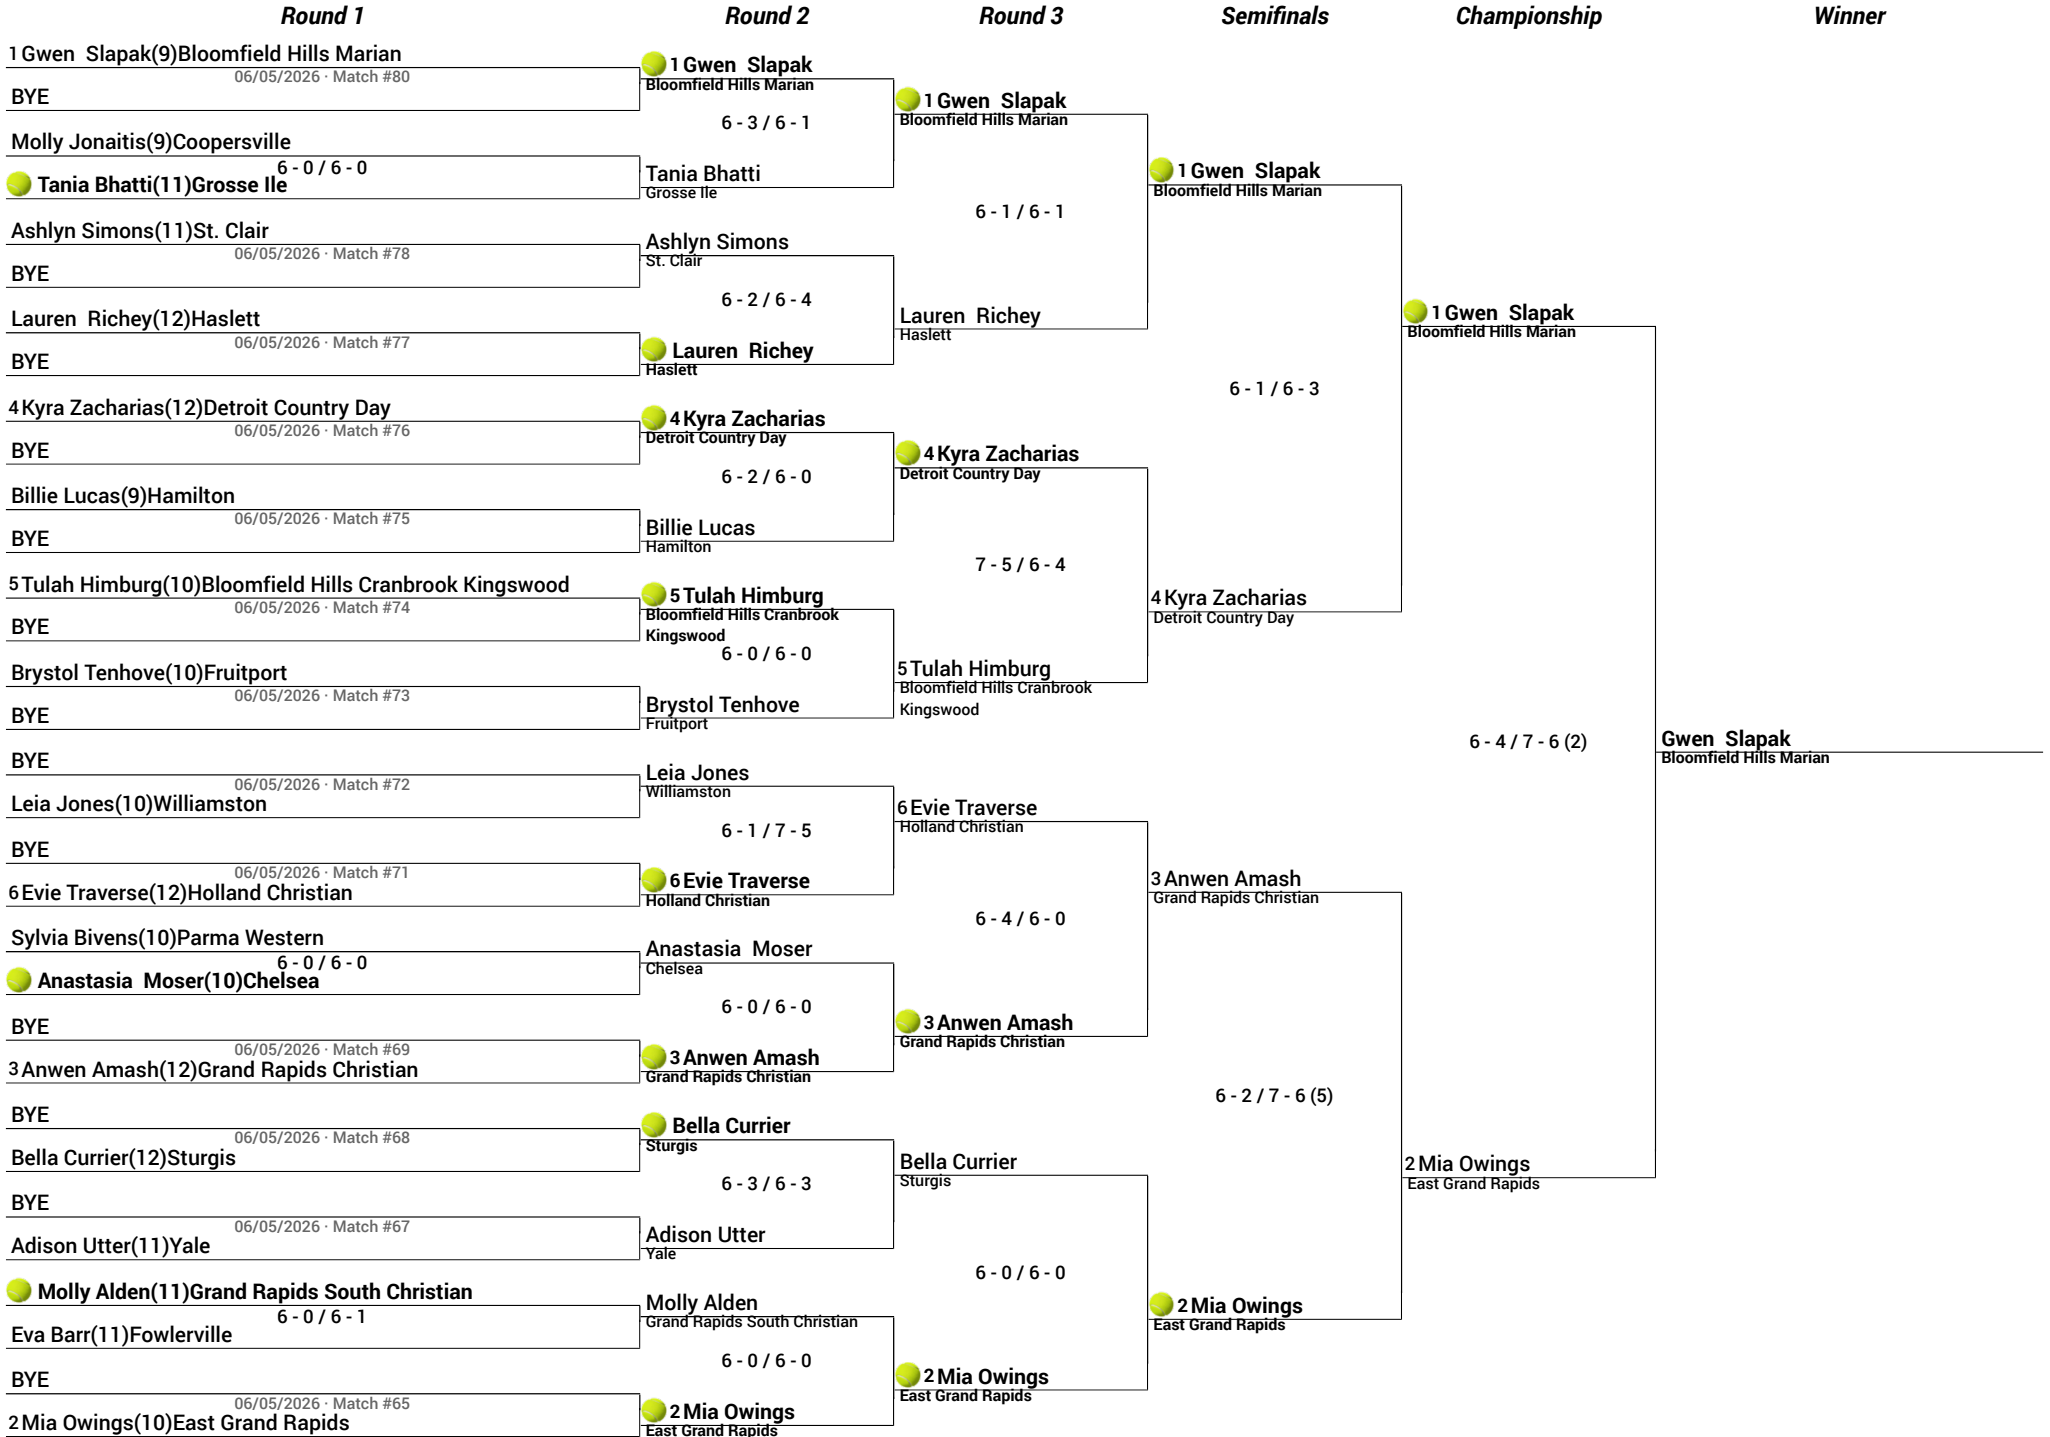 Round 1
Round 2
Round 3
Semifinals
Championship
Winner
1 Gwen Slapak(9)Bloomfield Hills Marian
06/05/2026 · Match #80
BYE
Molly Jonaitis(9)Coopersville
6 - 0 / 6 - 0
Tania Bhatti(11)Grosse Ile
Ashlyn Simons(11)St. Clair
06/05/2026 · Match #78
BYE
Lauren Richey(12)Haslett
06/05/2026 · Match #77
BYE
4 Kyra Zacharias(12)Detroit Country Day
06/05/2026 · Match #76
BYE
Billie Lucas(9)Hamilton
06/05/2026 · Match #75
BYE
5 Tulah Himburg(10)Bloomfield Hills Cranbrook Kingswood
06/05/2026 · Match #74
BYE
Brystol Tenhove(10)Fruitport
06/05/2026 · Match #73
BYE
BYE
06/05/2026 · Match #72
Leia Jones(10)Williamston
BYE
06/05/2026 · Match #71
6 Evie Traverse(12)Holland Christian
Sylvia Bivens(10)Parma Western
6 - 0 / 6 - 0
Anastasia Moser(10)Chelsea
BYE
06/05/2026 · Match #69
3 Anwen Amash(12)Grand Rapids Christian
BYE
06/05/2026 · Match #68
Bella Currier(12)Sturgis
BYE
06/05/2026 · Match #67
Adison Utter(11)Yale
Molly Alden(11)Grand Rapids South Christian
6 - 0 / 6 - 1
Eva Barr(11)Fowlerville
BYE
06/05/2026 · Match #65
2 Mia Owings(10)East Grand Rapids
1 Gwen Slapak
Bloomfield Hills Marian
6 - 3 / 6 - 1
Tania Bhatti
Grosse Ile
Ashlyn Simons
St. Clair
6 - 2 / 6 - 4
Lauren Richey
Haslett
4 Kyra Zacharias
Detroit Country Day
6 - 2 / 6 - 0
Billie Lucas
Hamilton
5 Tulah Himburg
Bloomfield Hills Cranbrook
Kingswood
6 - 0 / 6 - 0
Brystol Tenhove
Fruitport
Leia Jones
Williamston
6 - 1 / 7 - 5
6 Evie Traverse
Holland Christian
Anastasia Moser
Chelsea
6 - 0 / 6 - 0
3 Anwen Amash
Grand Rapids Christian
Bella Currier
Sturgis
6 - 3 / 6 - 3
Adison Utter
Yale
Molly Alden
Grand Rapids South Christian
6 - 0 / 6 - 0
2 Mia Owings
East Grand Rapids
1 Gwen Slapak
Bloomfield Hills Marian
6 - 1 / 6 - 1
Lauren Richey
Haslett
4 Kyra Zacharias
Detroit Country Day
7 - 5 / 6 - 4
5 Tulah Himburg
Bloomfield Hills Cranbrook
Kingswood
6 Evie Traverse
Holland Christian
6 - 4 / 6 - 0
3 Anwen Amash
Grand Rapids Christian
Bella Currier
Sturgis
6 - 0 / 6 - 0
2 Mia Owings
East Grand Rapids
1 Gwen Slapak
Bloomfield Hills Marian
6 - 1 / 6 - 3
4 Kyra Zacharias
Detroit Country Day
3 Anwen Amash
Grand Rapids Christian
6 - 2 / 7 - 6 (5)
2 Mia Owings
East Grand Rapids
1 Gwen Slapak
Bloomfield Hills Marian
6 - 4 / 7 - 6 (2)
2 Mia Owings
East Grand Rapids
Gwen Slapak
Bloomfield Hills Marian